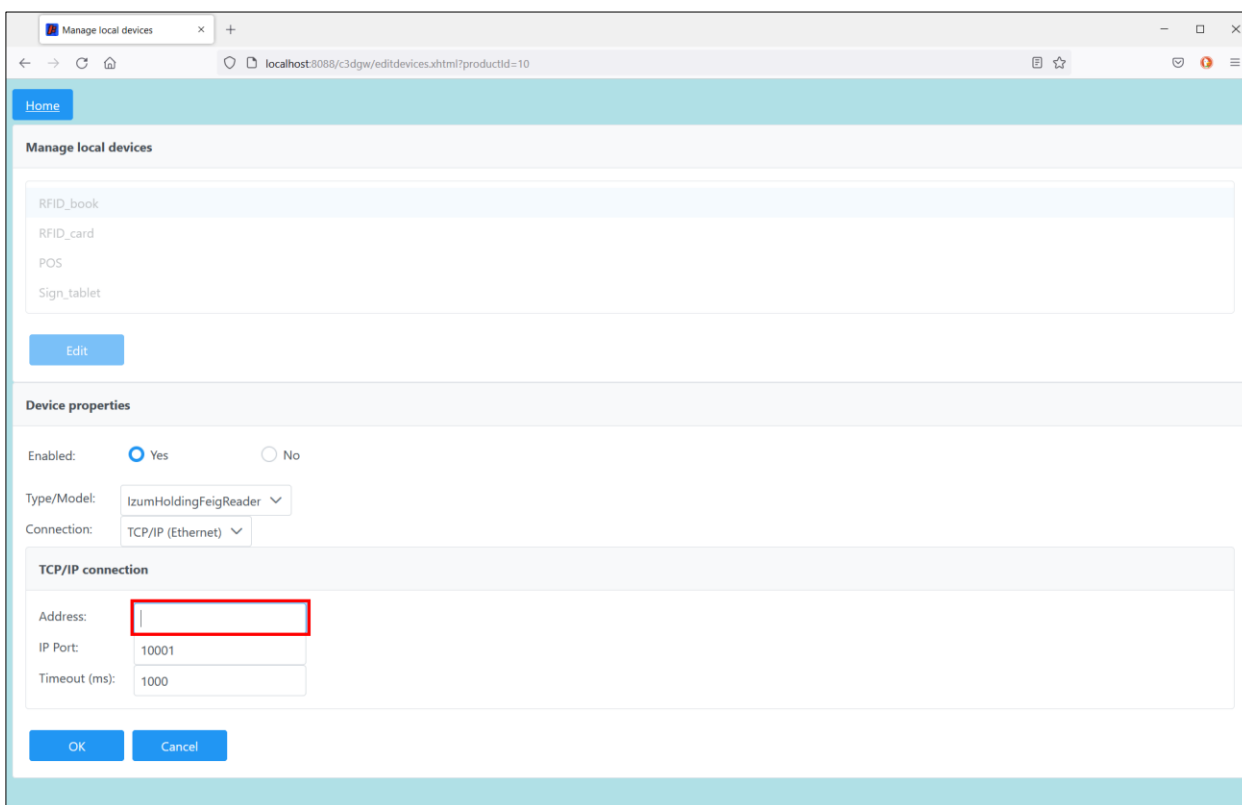 Manage local devices
localhost:8088/c3dgw/editdevices.xhtml?productId=10
Home
Manage local devices
RFID_book
RFID_card
POS
Sign_tablet
Edit
Device properties
Enabled: Yes No
Type/Model: IzumHoldingFeigReader
Connection: TCP/IP (Ethernet)
TCP/IP connection
Address:
IP Port: 10001
Timeout (ms): 1000
OK Cancel